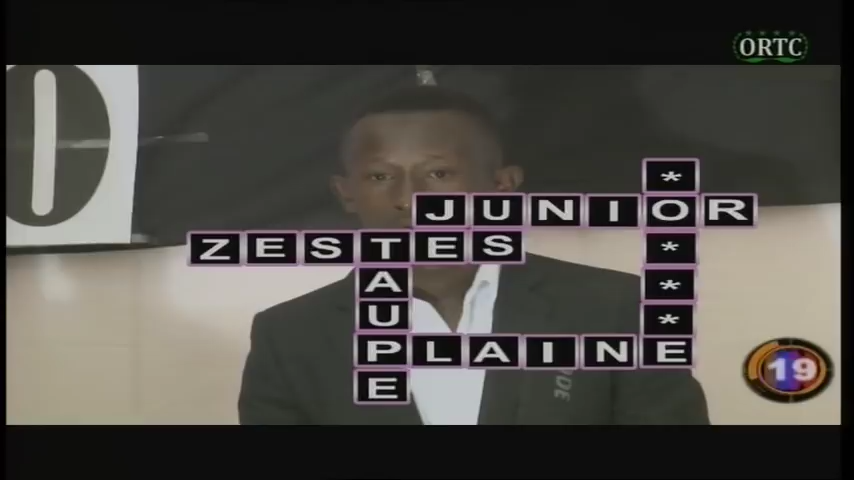 ORTC
*
JUNIOR
ZESTES*
TAUPE
*
*
PLAINE
19